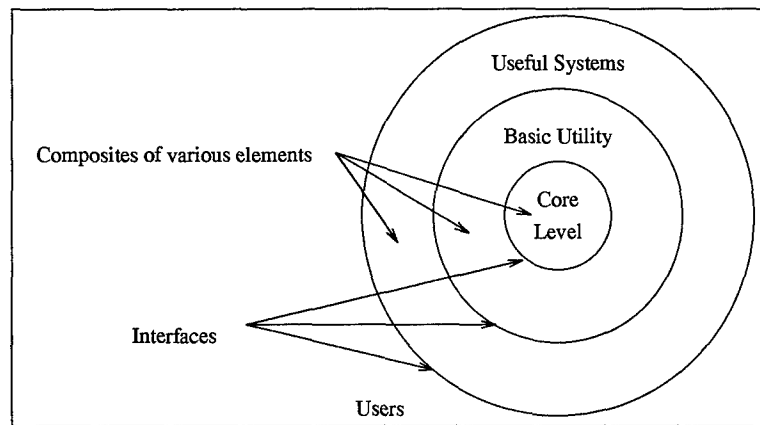 Useful Systems
Basic Utility
Composites of various elements
Core
Level
Interfaces
Users